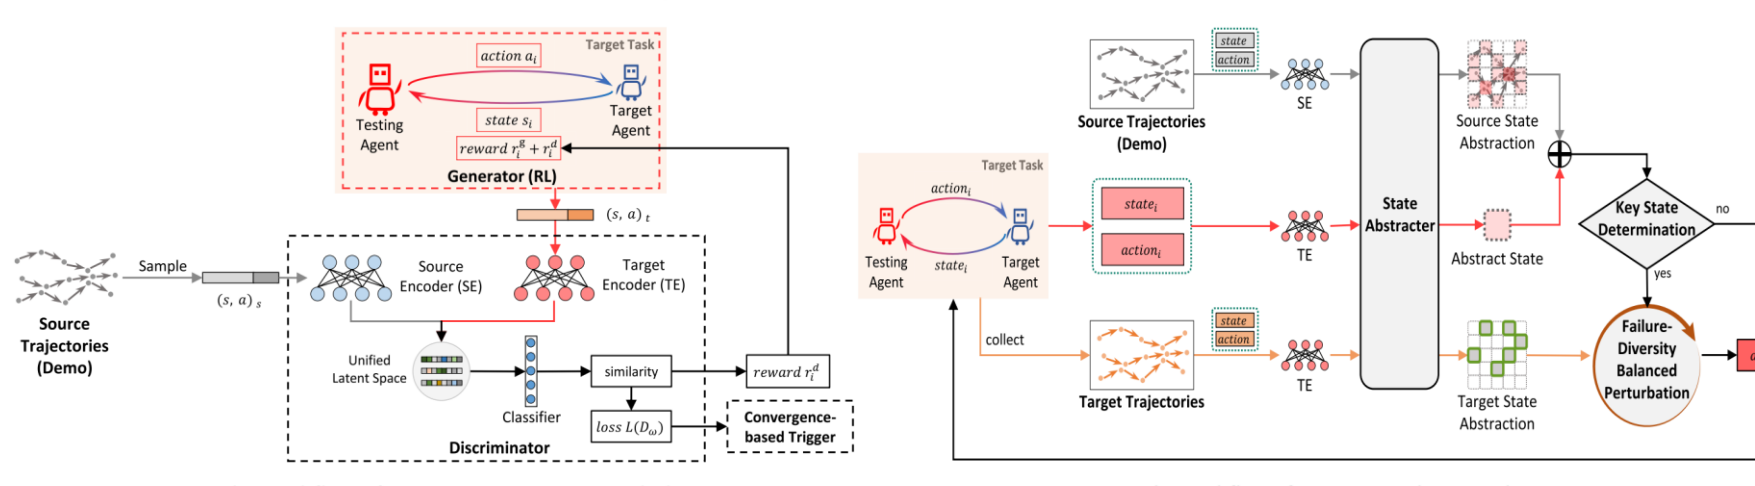 Target Task
action a_i
Testing
Agent
Target
Agent
state s_i
reward r_i^g + r_i^d
Generator (RL)
(s, a)_t
Sample
(s, a)_s
Source
Trajectories
(Demo)
Source
Encoder (SE)
Target
Encoder (TE)
Unified
Latent Space
Classifier
similarity
reward r_i^d
loss L(D_ω)
Convergence-
based Trigger
Discriminator
Source Trajectories
(Demo)
state
action
SE
Source State
Abstraction
Target Task
action_i
Testing
Agent
state_i
Target
Agent
state_i
action_i
TE
State
Abstracter
Abstract State
Key State
Determination
no
yes
collect
Target Trajectories
state
action
TE
Target State
Abstraction
Failure-
Diversity
Balanced
Perturbation